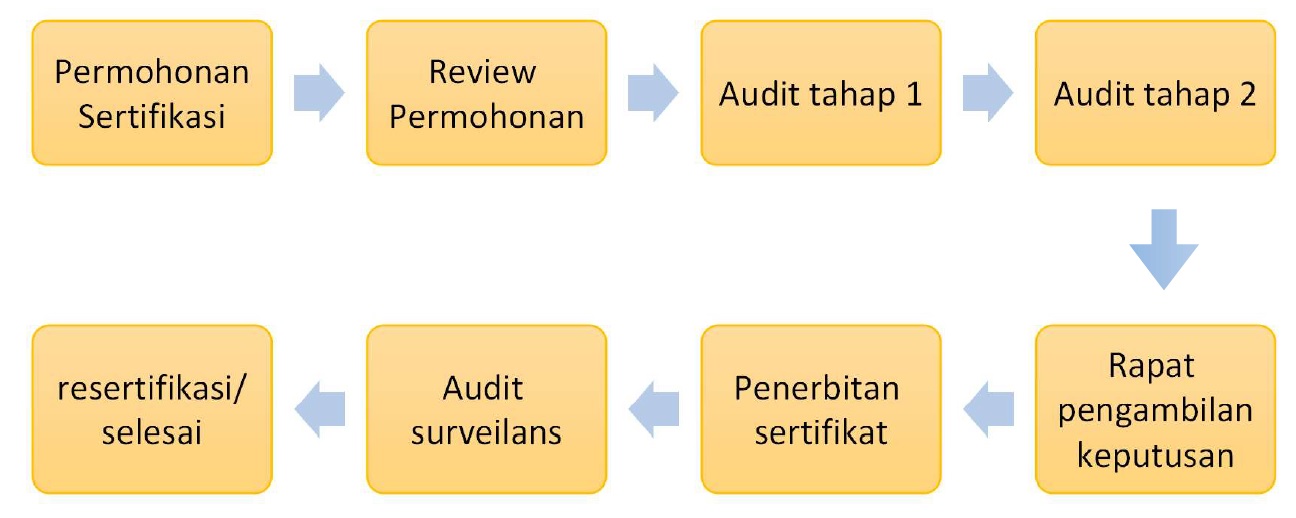 Permohonan
Sertifikasi
Review
Permohonan
Audit tahap 1
Audit tahap 2
Rapat
pengambilan
keputusan
Penerbitan
sertifikat
Audit
surveilans
resertifikasi/
selesai